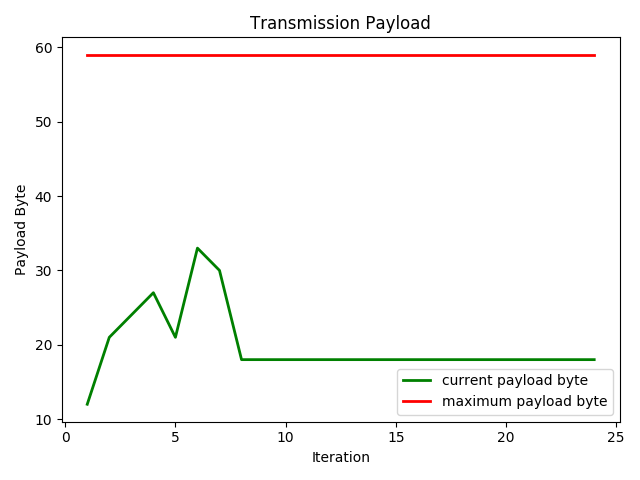 Transmission Payload
60
50
40
30
20
10
Payload Byte
0
5
10
15
20
25
Iteration
current payload byte
maximum payload byte